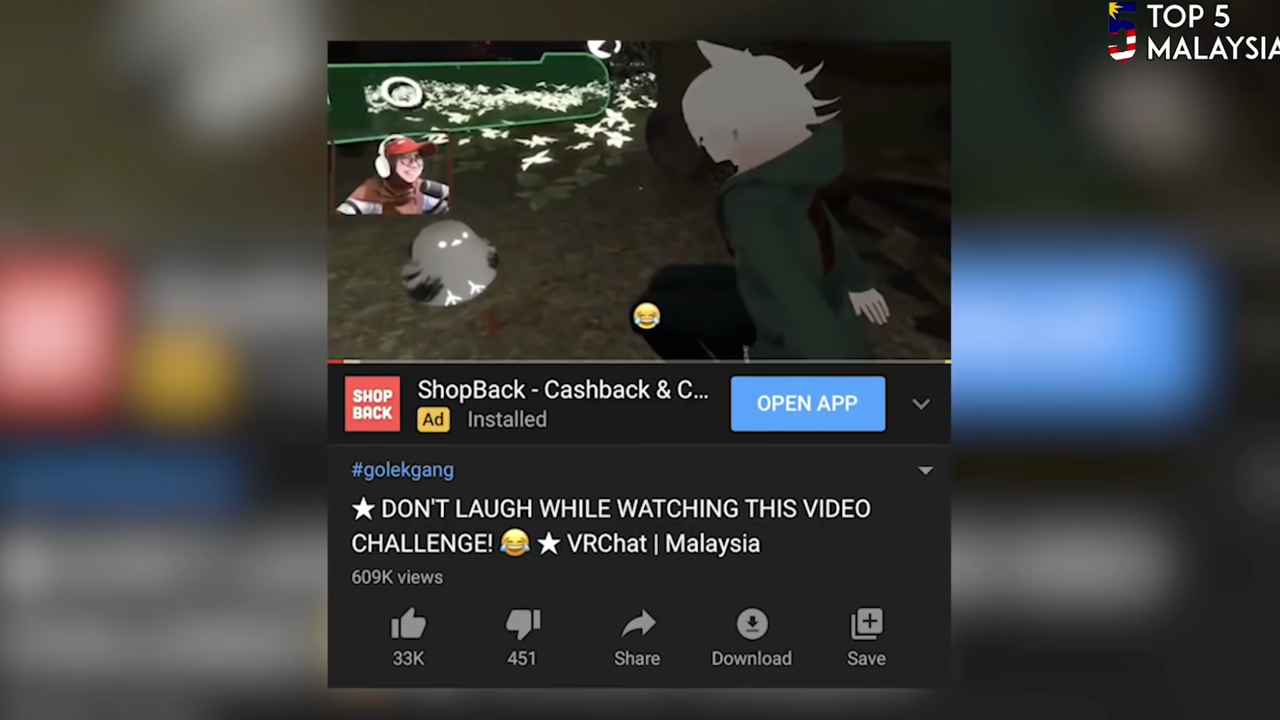 TOP 5
MALAYSIA
SHOP
BACK
ShopBack - Cashback & C...
Ad Installed
OPEN APP
#golekgang
★ DON'T LAUGH WHILE WATCHING THIS VIDEO
CHALLENGE! 😂 ★ VRChat | Malaysia
609K views
33K
451
Share
Download
Save